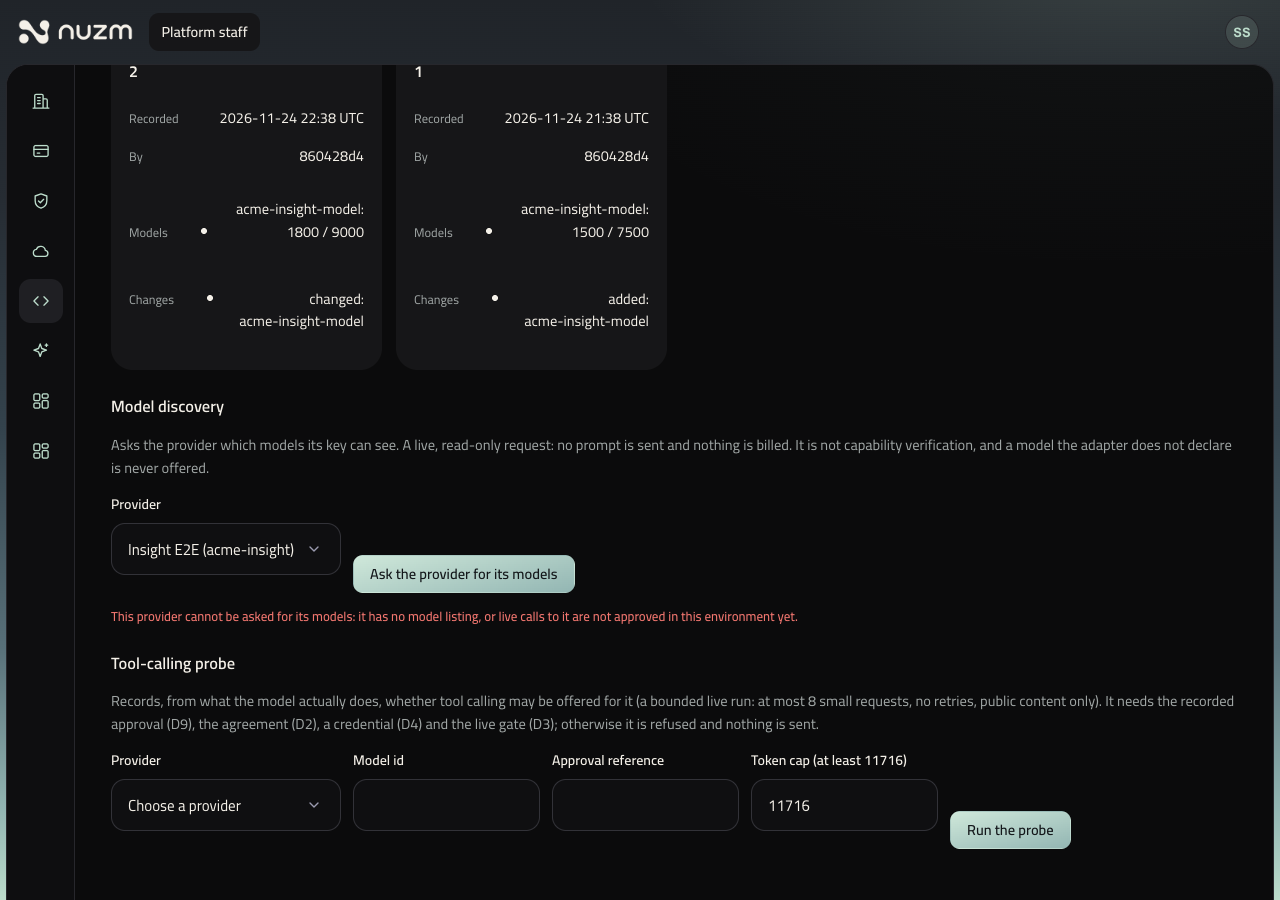 nuzm
Platform staff
SS
2
Recorded
2026-11-24 22:38 UTC
By
860428d4
Models
acme-insight-model:
1800 / 9000
Changes
changed:
acme-insight-model
1
Recorded
2026-11-24 21:38 UTC
By
860428d4
Models
acme-insight-model:
1500 / 7500
Changes
added:
acme-insight-model
Model discovery
Asks the provider which models its key can see. A live, read-only request: no prompt is sent and nothing is billed. It is not capability verification, and a model the adapter does not declare
is never offered.
Provider
Insight E2E (acme-insight)
Ask the provider for its models
This provider cannot be asked for its models: it has no model listing, or live calls to it are not approved in this environment yet.
Tool-calling probe
Records, from what the model actually does, whether tool calling may be offered for it (a bounded live run: at most 8 small requests, no retries, public content only). It needs the recorded
approval (D9), the agreement (D2), a credential (D4) and the live gate (D3); otherwise it is refused and nothing is sent.
Provider
Choose a provider
Model id
Approval reference
Token cap (at least 11716)
11716
Run the probe